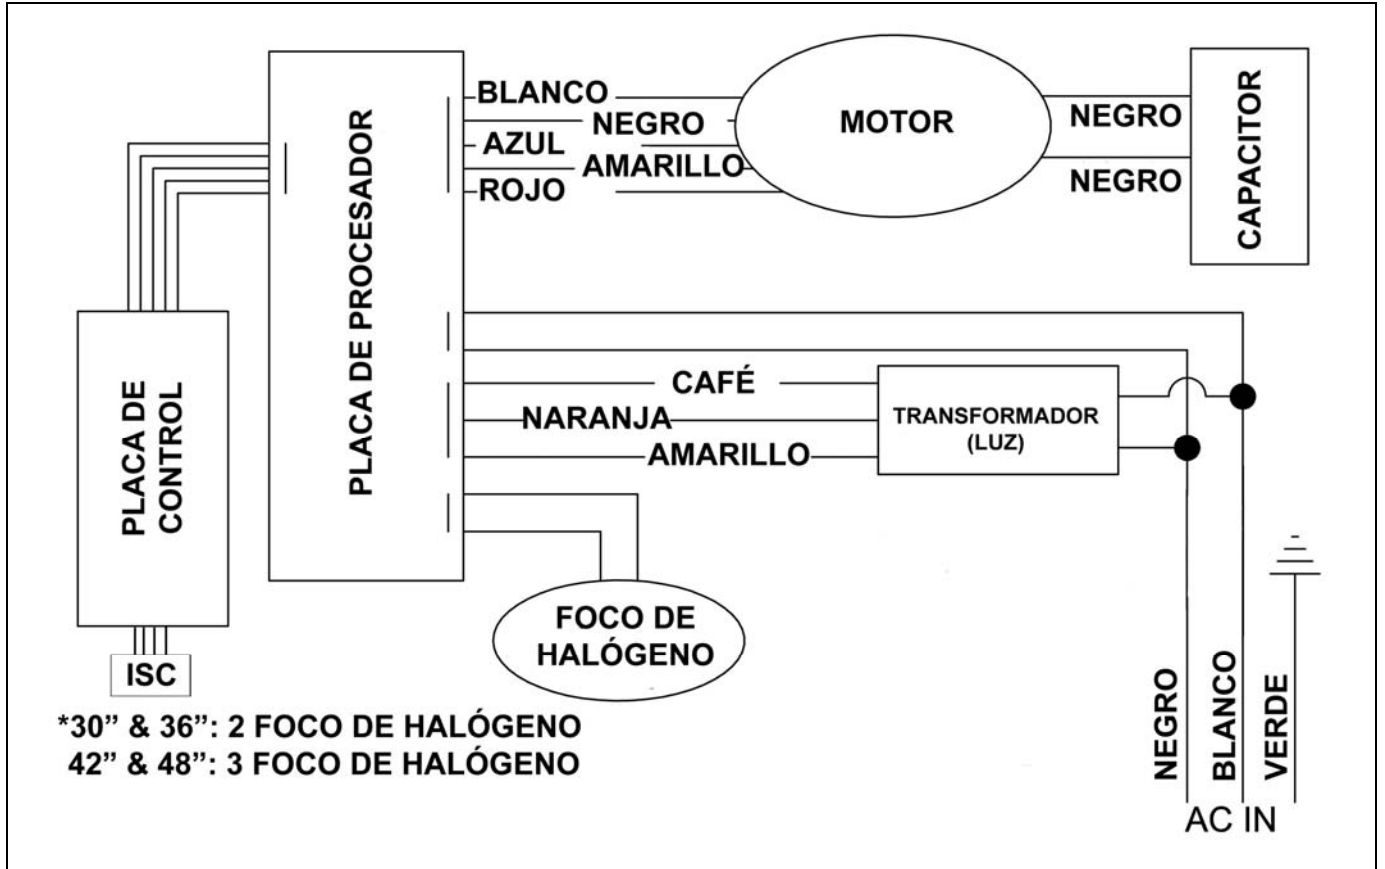 BLANCO
NEGRO
AZUL
AMARILLO
ROJO
MOTOR
NEGRO
NEGRO
CAPACITOR
PLACA DE PROCESADOR
PLACA DE
CONTROL
CAFÉ
NARANJA
AMARILLO
TRANSFORMADOR
(LUZ)
FOCO DE
HALÓGENO
ISC
*30” & 36”: 2 FOCO DE HALÓGENO
42” & 48”: 3 FOCO DE HALÓGENO
NEGRO
BLANCO
VERDE
AC IN